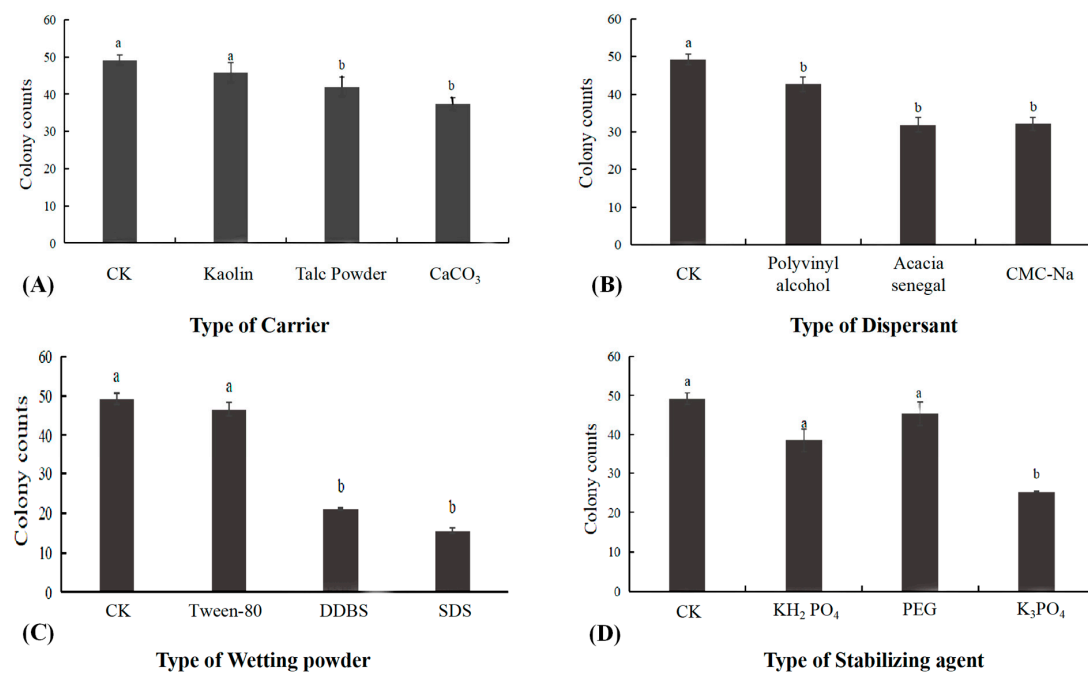 60
50
40
30
20
10
0
Colony counts
a
a
b
b
CK
Kaolin
Talc Powder
CaCO₃
(A)
Type of Carrier
60
50
40
30
20
10
0
Colony counts
a
b
b
b
CK
Polyvinyl
alcohol
Acacia
senegal
CMC-Na
(B)
Type of Dispersant
60
50
40
30
20
10
0
Colony counts
a
a
b
b
CK
Tween-80
DDBS
SDS
(C)
Type of Wetting powder
60
50
40
30
20
10
0
Colony counts
a
a
a
b
CK
KH₂ PO₄
PEG
K₃PO₄
(D)
Type of Stabilizing agent